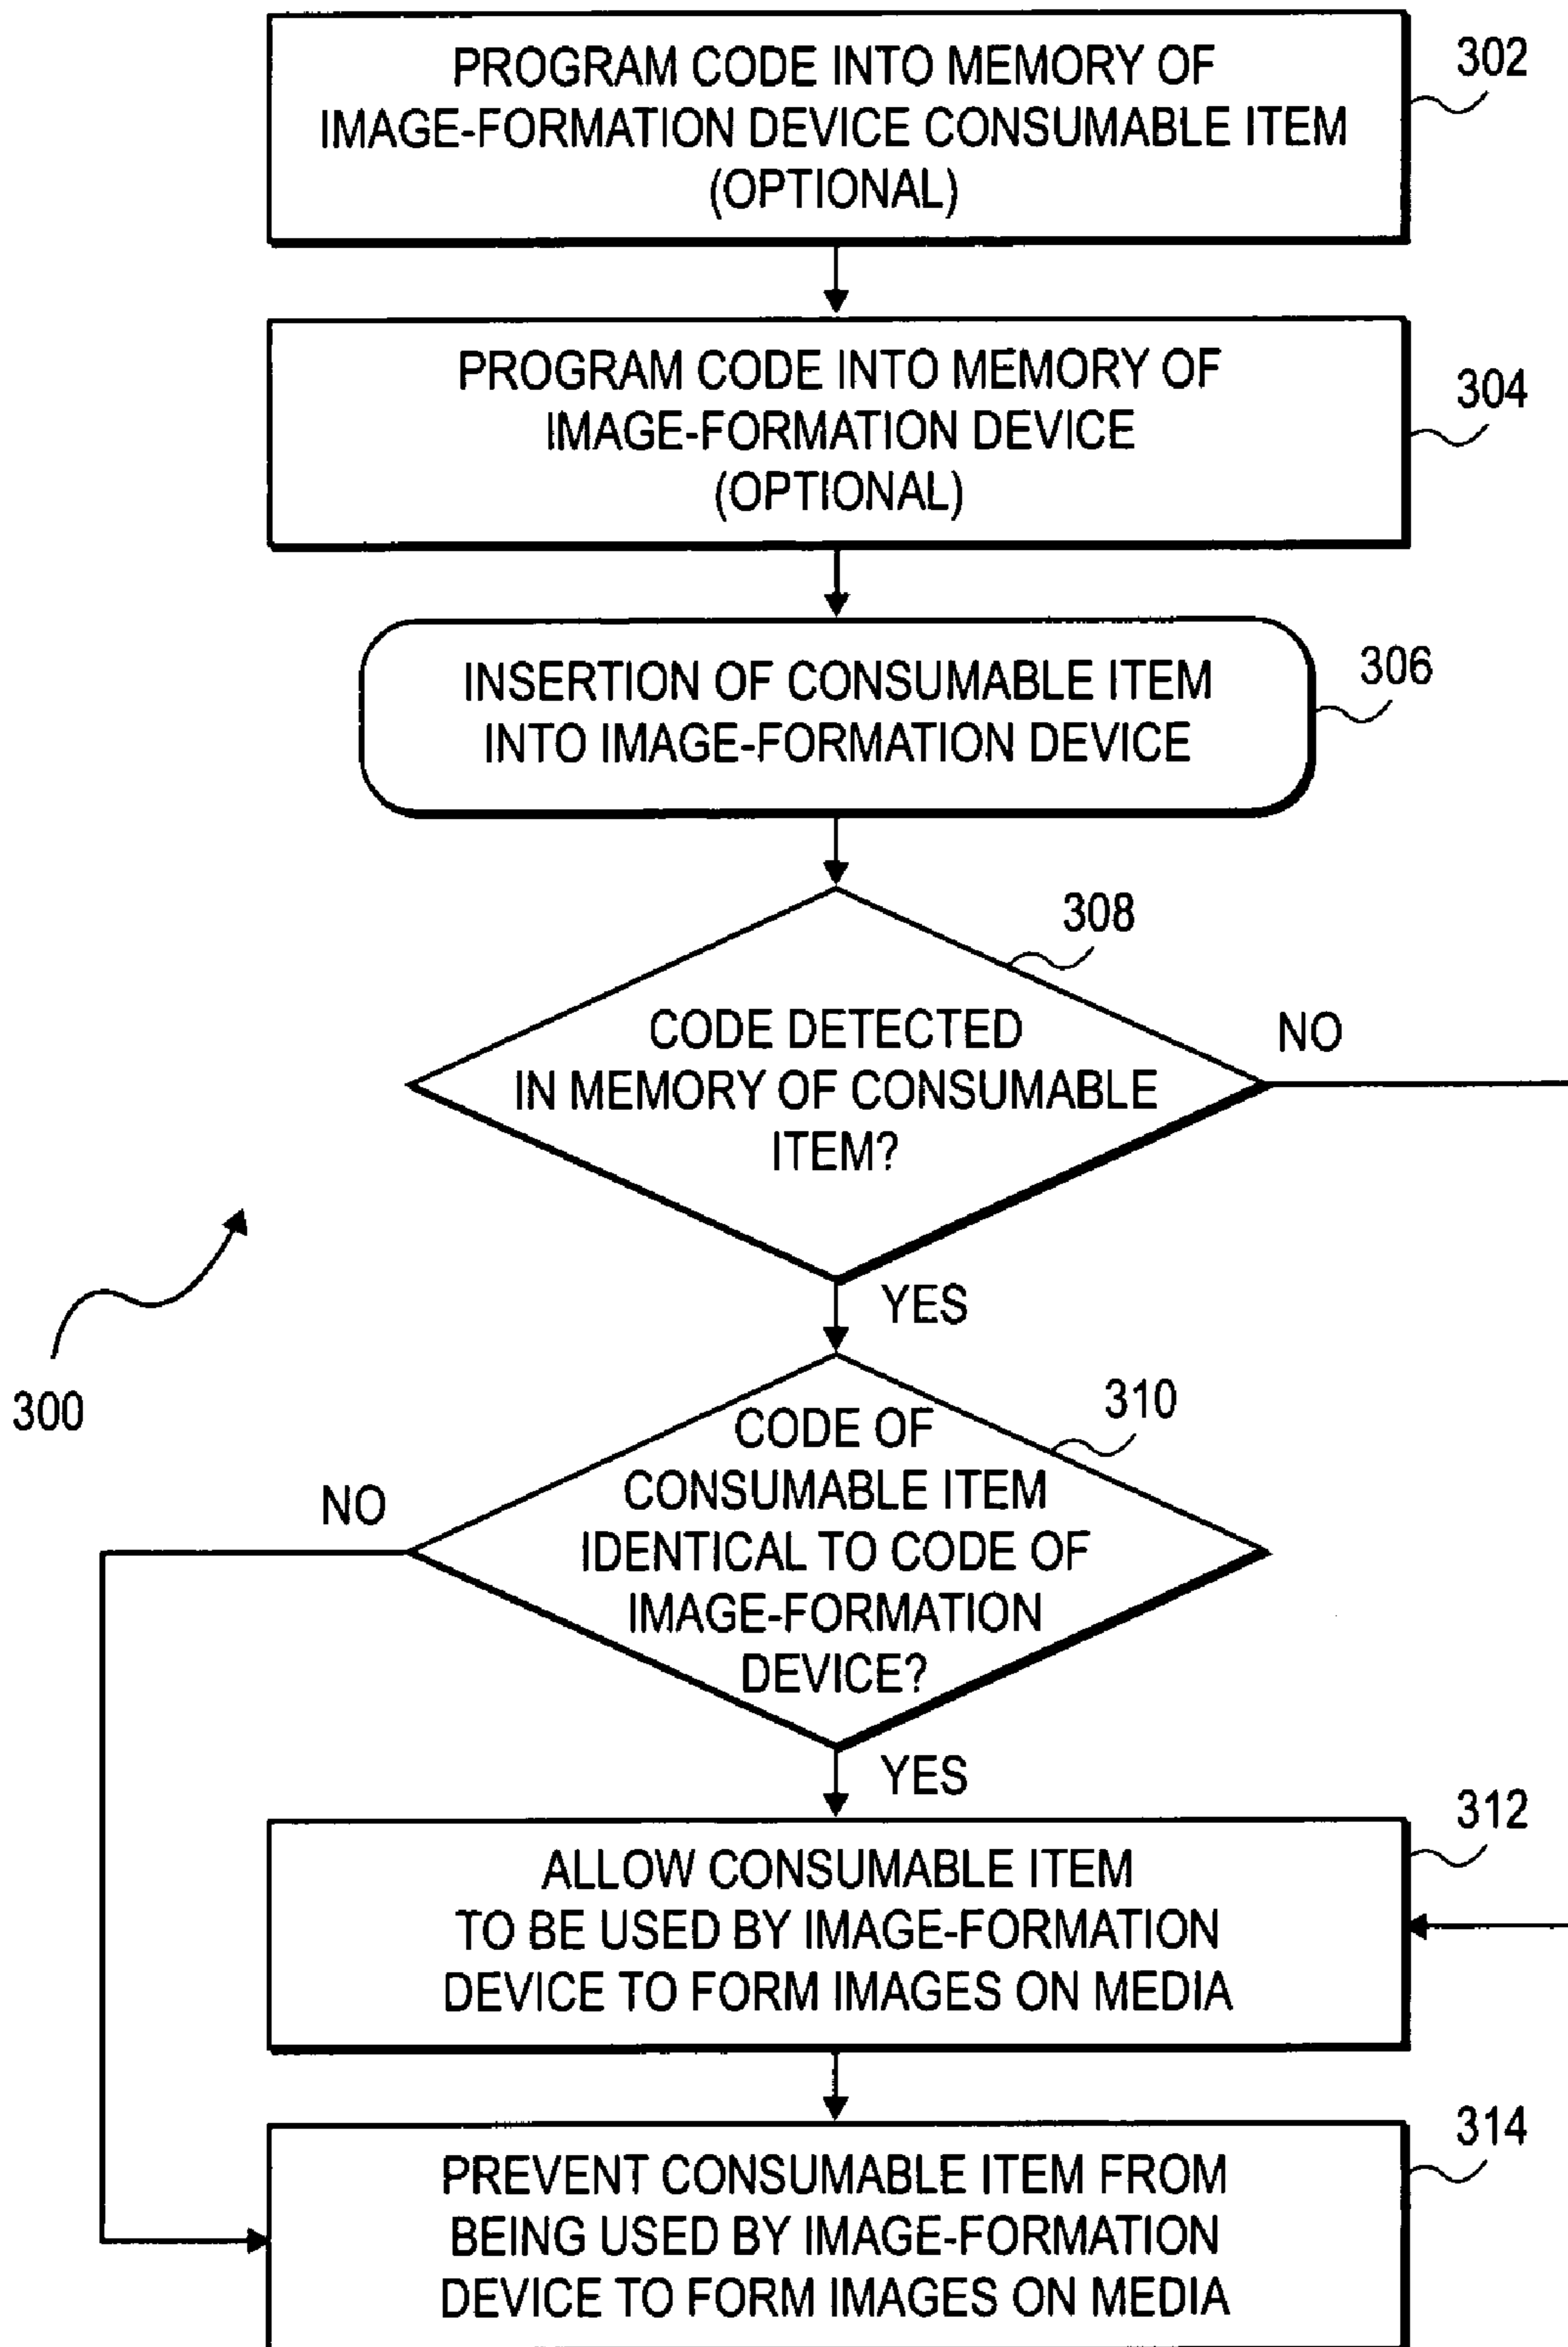 PROGRAM CODE INTO MEMORY OF
IMAGE-FORMATION DEVICE CONSUMABLE ITEM
(OPTIONAL)
302
PROGRAM CODE INTO MEMORY OF
IMAGE-FORMATION DEVICE
(OPTIONAL)
304
INSERTION OF CONSUMABLE ITEM
INTO IMAGE-FORMATION DEVICE
306
308
CODE DETECTED
IN MEMORY OF CONSUMABLE
ITEM?
NO
YES
300
310
CODE OF
CONSUMABLE ITEM
IDENTICAL TO CODE OF
IMAGE-FORMATION
DEVICE?
NO
YES
312
ALLOW CONSUMABLE ITEM
TO BE USED BY IMAGE-FORMATION
DEVICE TO FORM IMAGES ON MEDIA
314
PREVENT CONSUMABLE ITEM FROM
BEING USED BY IMAGE-FORMATION
DEVICE TO FORM IMAGES ON MEDIA